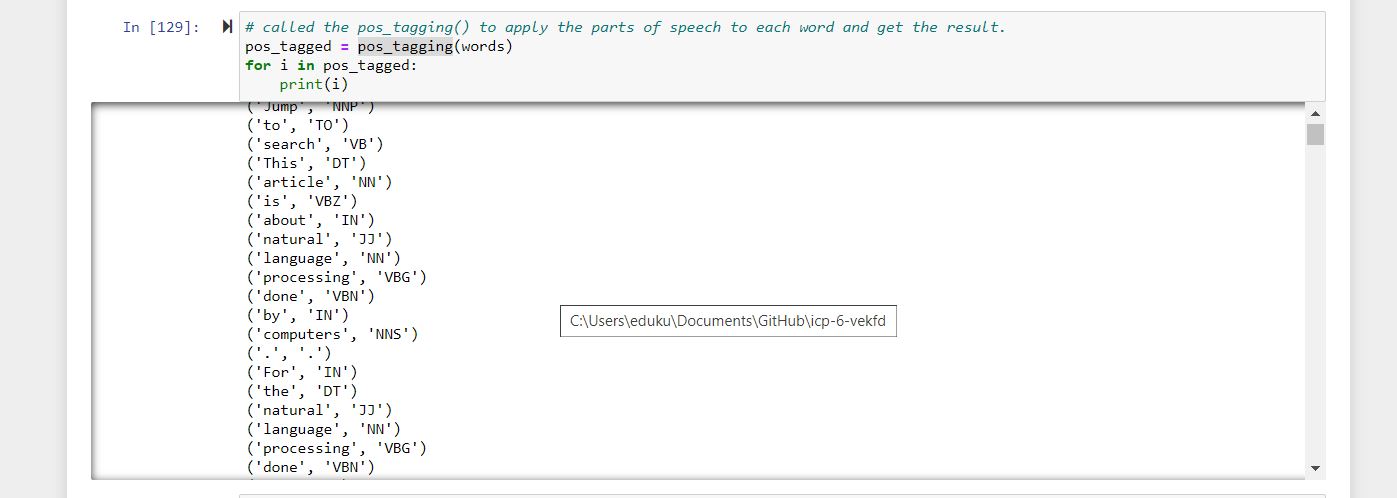 In [129]:
# called the pos_tagging() to apply the parts of speech to each word and get the result.
pos_tagged = pos_tagging(words)
for i in pos_tagged:
    print(i)
('Jump', 'NNP')
('to', 'TO')
('search', 'VB')
('This', 'DT')
('article', 'NN')
('is', 'VBZ')
('about', 'IN')
('natural', 'JJ')
('language', 'NN')
('processing', 'VBG')
('done', 'VBN')
('by', 'IN')
('computers', 'NNS')
('.', '.')
('For', 'IN')
('the', 'DT')
('natural', 'JJ')
('language', 'NN')
('processing', 'VBG')
('done', 'VBN')
C:\Users\eduku\Documents\GitHub\icp-6-vekfd